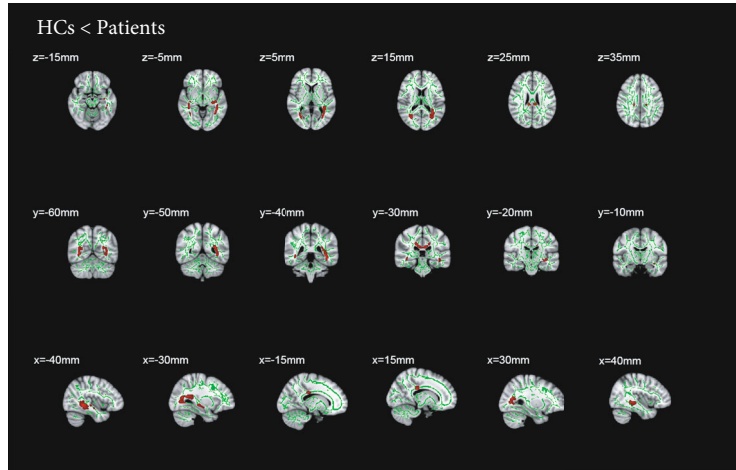 HCs < Patients
z=-15mm z=-5mm z=5mm z=15mm z=25mm z=35mm
y=-60mm y=-50mm y=-40mm y=-30mm y=-20mm y=-10mm
x=-40mm x=-30mm x=-15mm x=15mm x=30mm x=40mm